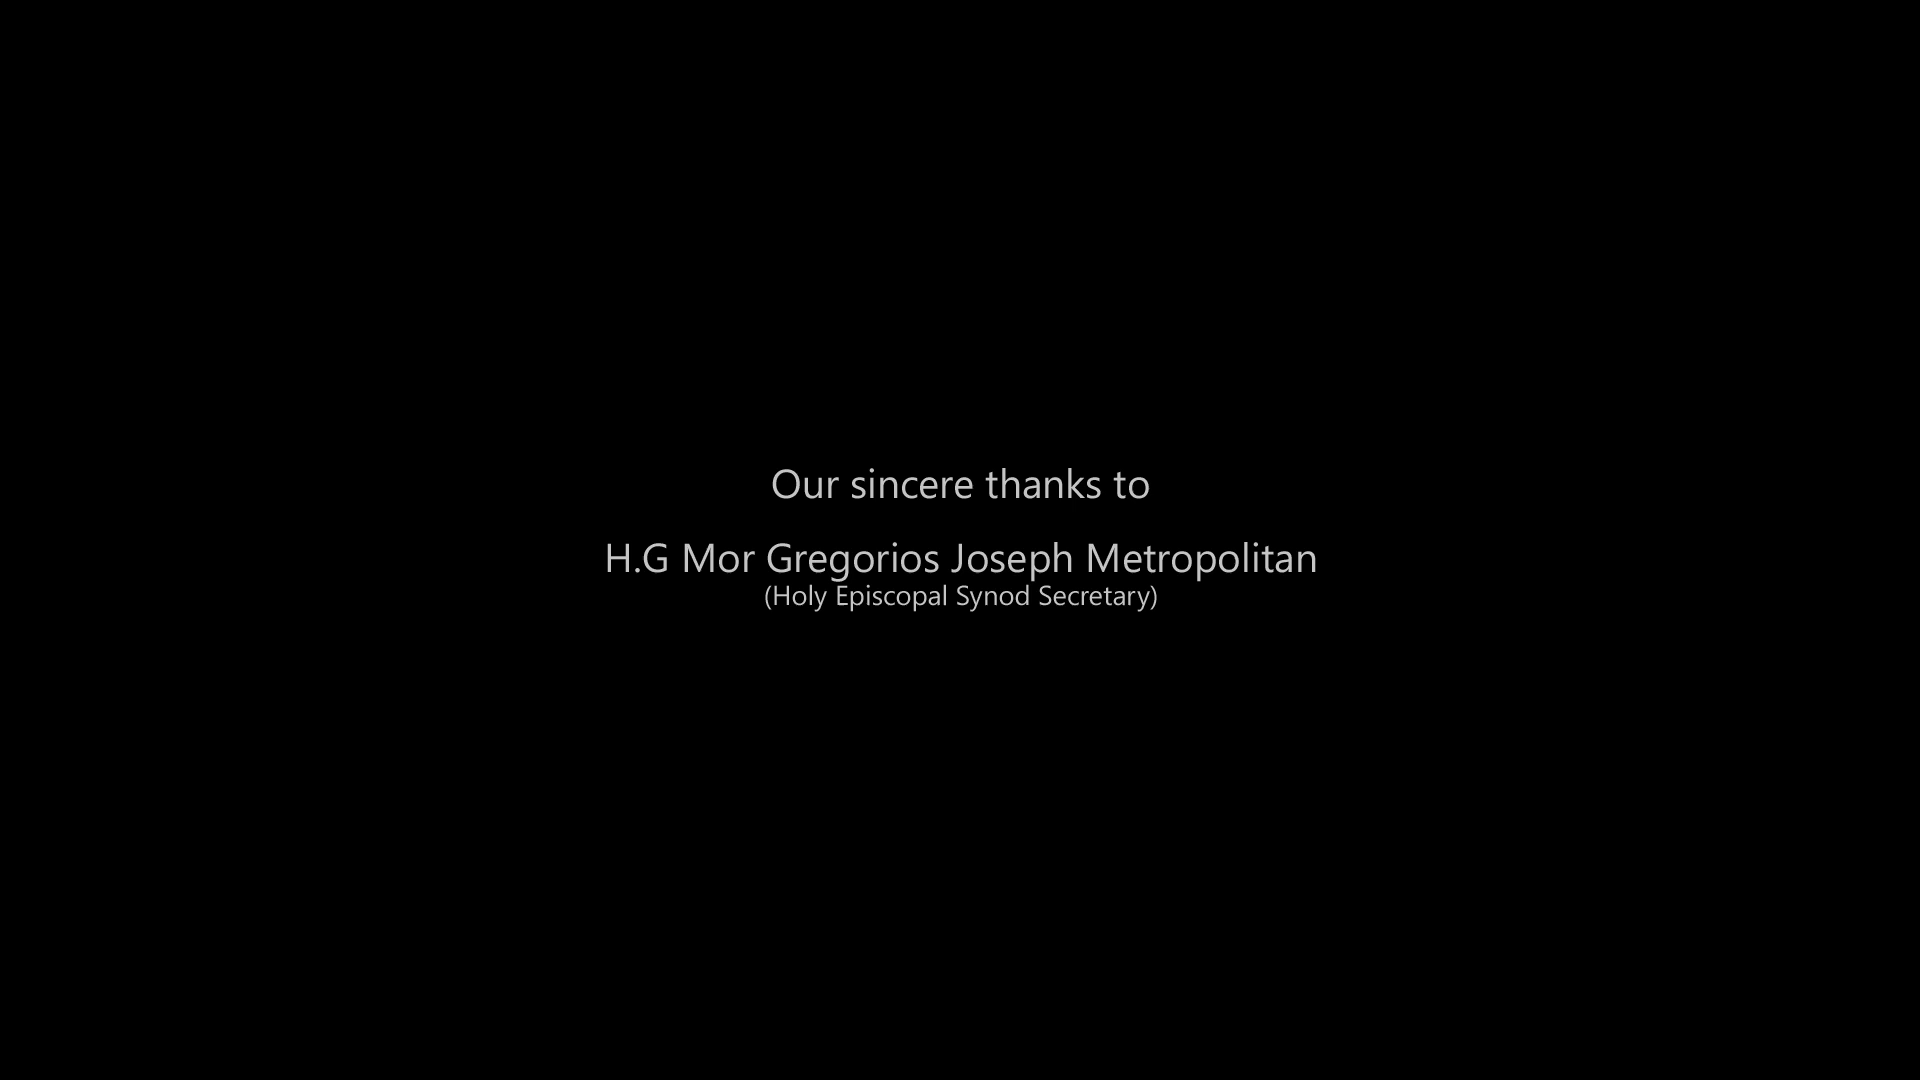 Our sincere thanks to
H.G Mor Gregorios Joseph Metropolitan
(Holy Episcopal Synod Secretary)